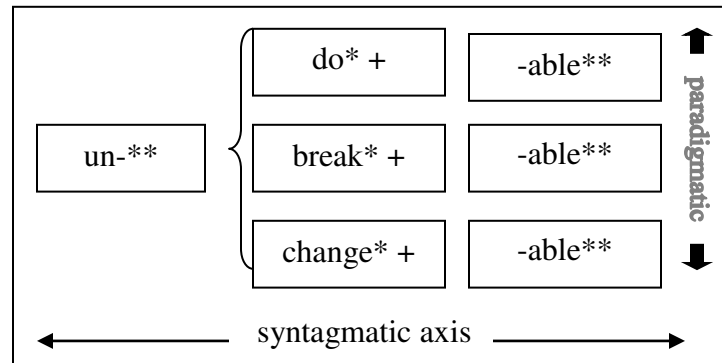 do* +
-able**
un-**
break* +
-able**
change* +
-able**
paradigmatic
syntagmatic axis